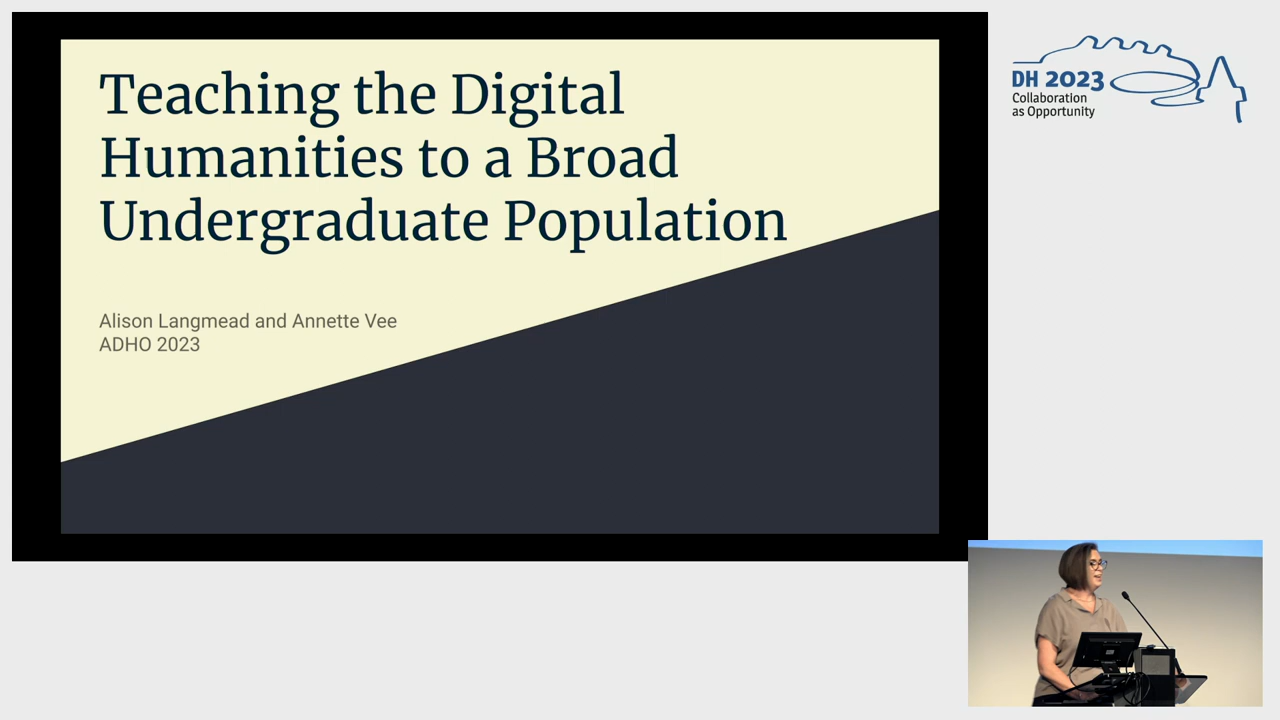 Teaching the Digital
Humanities to a Broad
Undergraduate Population
Alison Langmead and Annette Vee
ADHO 2023
DH 2023
Collaboration
as Opportunity